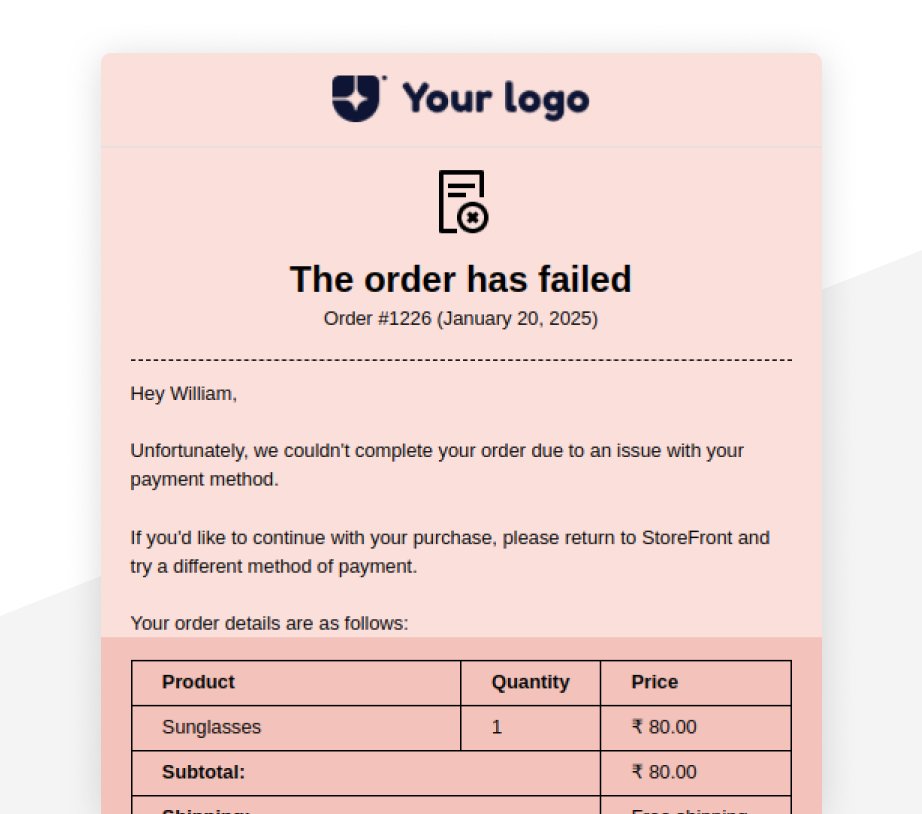 Your logo
The order has failed
Order #1226 (January 20, 2025)
Hey William,
Unfortunately, we couldn't complete your order due to an issue with your
payment method.
If you'd like to continue with your purchase, please return to StoreFront and
try a different method of payment.
Your order details are as follows:
Product Quantity Price
Sunglasses 1 ₹ 80.00
Subtotal: ₹ 80.00
Shipping: Free shipping